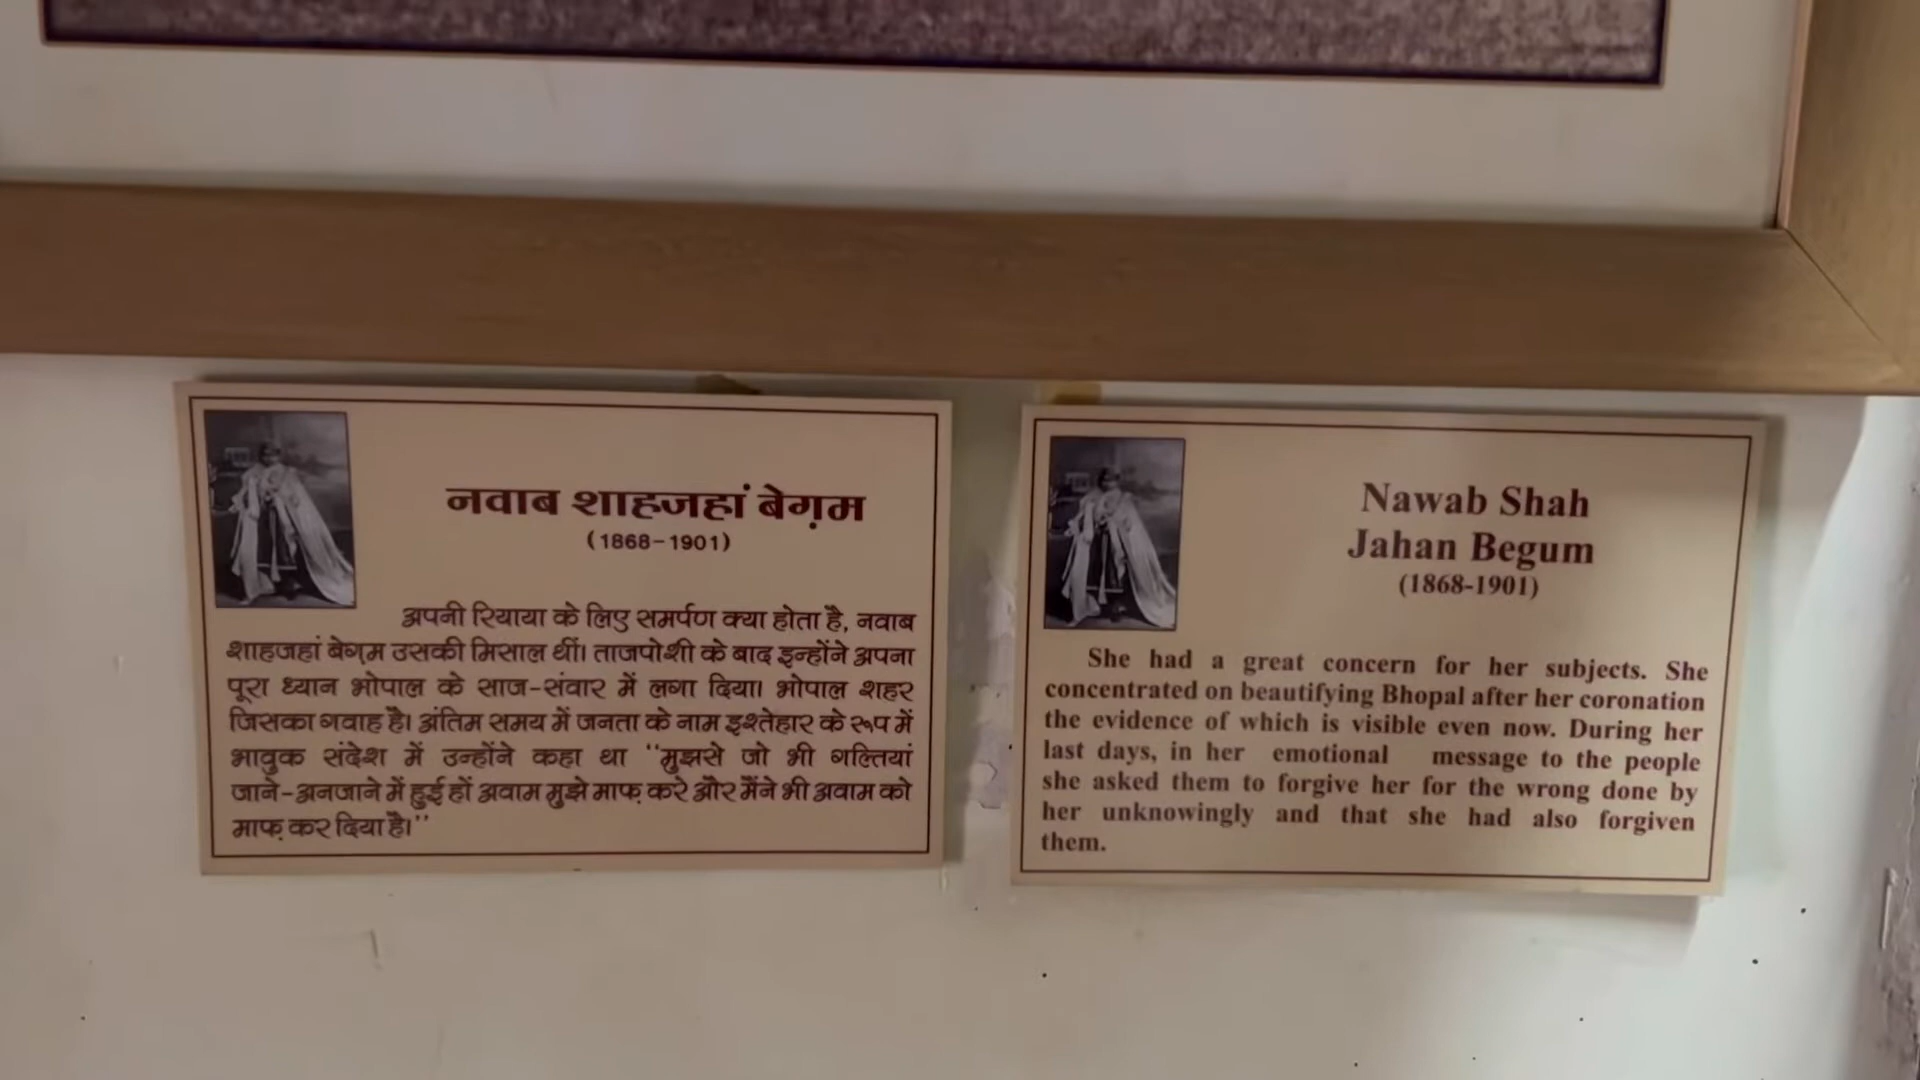 नवाब शाहजहां बेग़म
(1868-1901)
अपनी रियाया के लिए समर्पण क्या होता है, नवाब
शाहजहां बेग़म उसकी मिसाल थीं। ताजपोशी के बाद इन्होंने अपना
पूरा ध्यान भोपाल के साज-संवार में लगा दिया। भोपाल शहर
जिसका गवाह है। अंतिम समय में जनता के नाम इश्तेहार के रूप में
भावुक संदेश में उन्होंने कहा था "मुझसे जो भी गल्तियां
जाने-अनजाने में हुई हों अवाम मुझे माफ़ करे और मैंने भी अवाम को
माफ़ कर दिया है।"
Nawab Shah
Jahan Begum
(1868-1901)
She had a great concern for her subjects. She
concentrated on beautifying Bhopal after her coronation
the evidence of which is visible even now. During her
last days, in her emotional message to the people
she asked them to forgive her for the wrong done by
her unknowingly and that she had also forgiven
them.